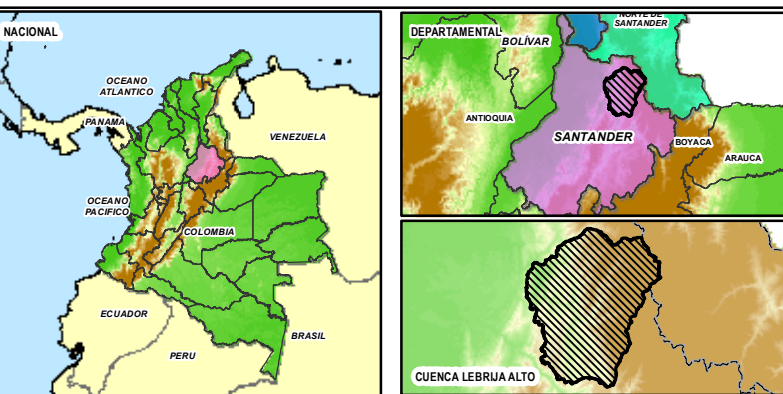 NACIONAL
OCEANO
ATLANTICO
PANAMA
VENEZUELA
OCEANO
PACIFICO
COLOMBIA
ECUADOR
BRASIL
PERU
DEPARTAMENTAL
NORTE DE
SANTANDER
BOLÍVAR
ANTIOQUIA
SANTANDER
BOYACA
ARAUCA
CUENCA LEBRIJA ALTO